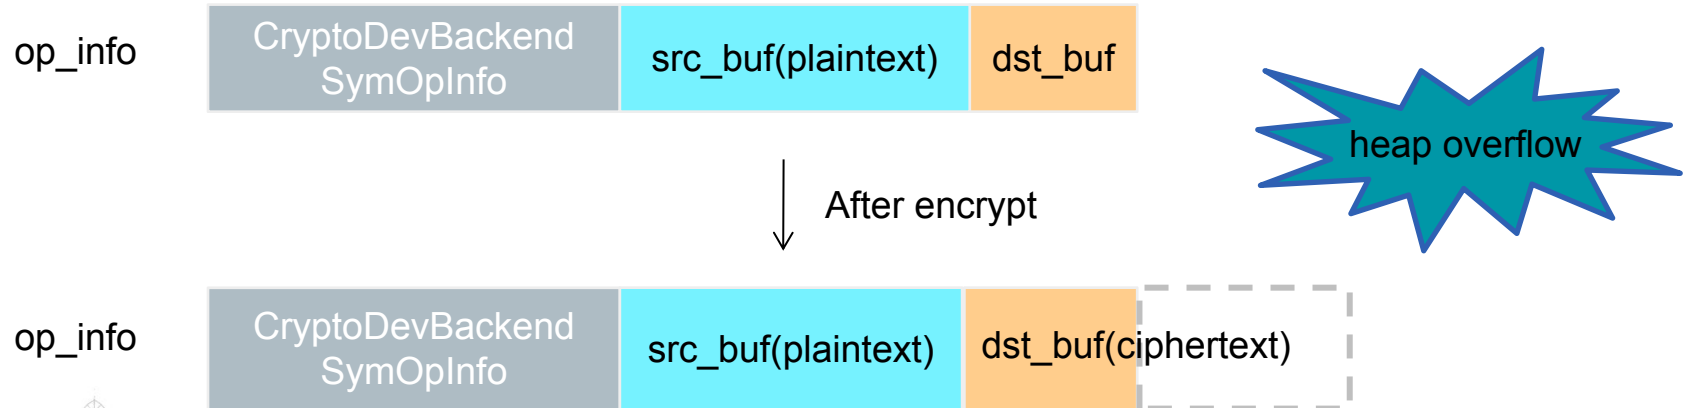 op_info
CryptoDevBackend
SymOpInfo
src_buf(plaintext)
dst_buf
heap overflow
After encrypt
op_info
CryptoDevBackend
SymOpInfo
src_buf(plaintext)
dst_buf(ciphertext)